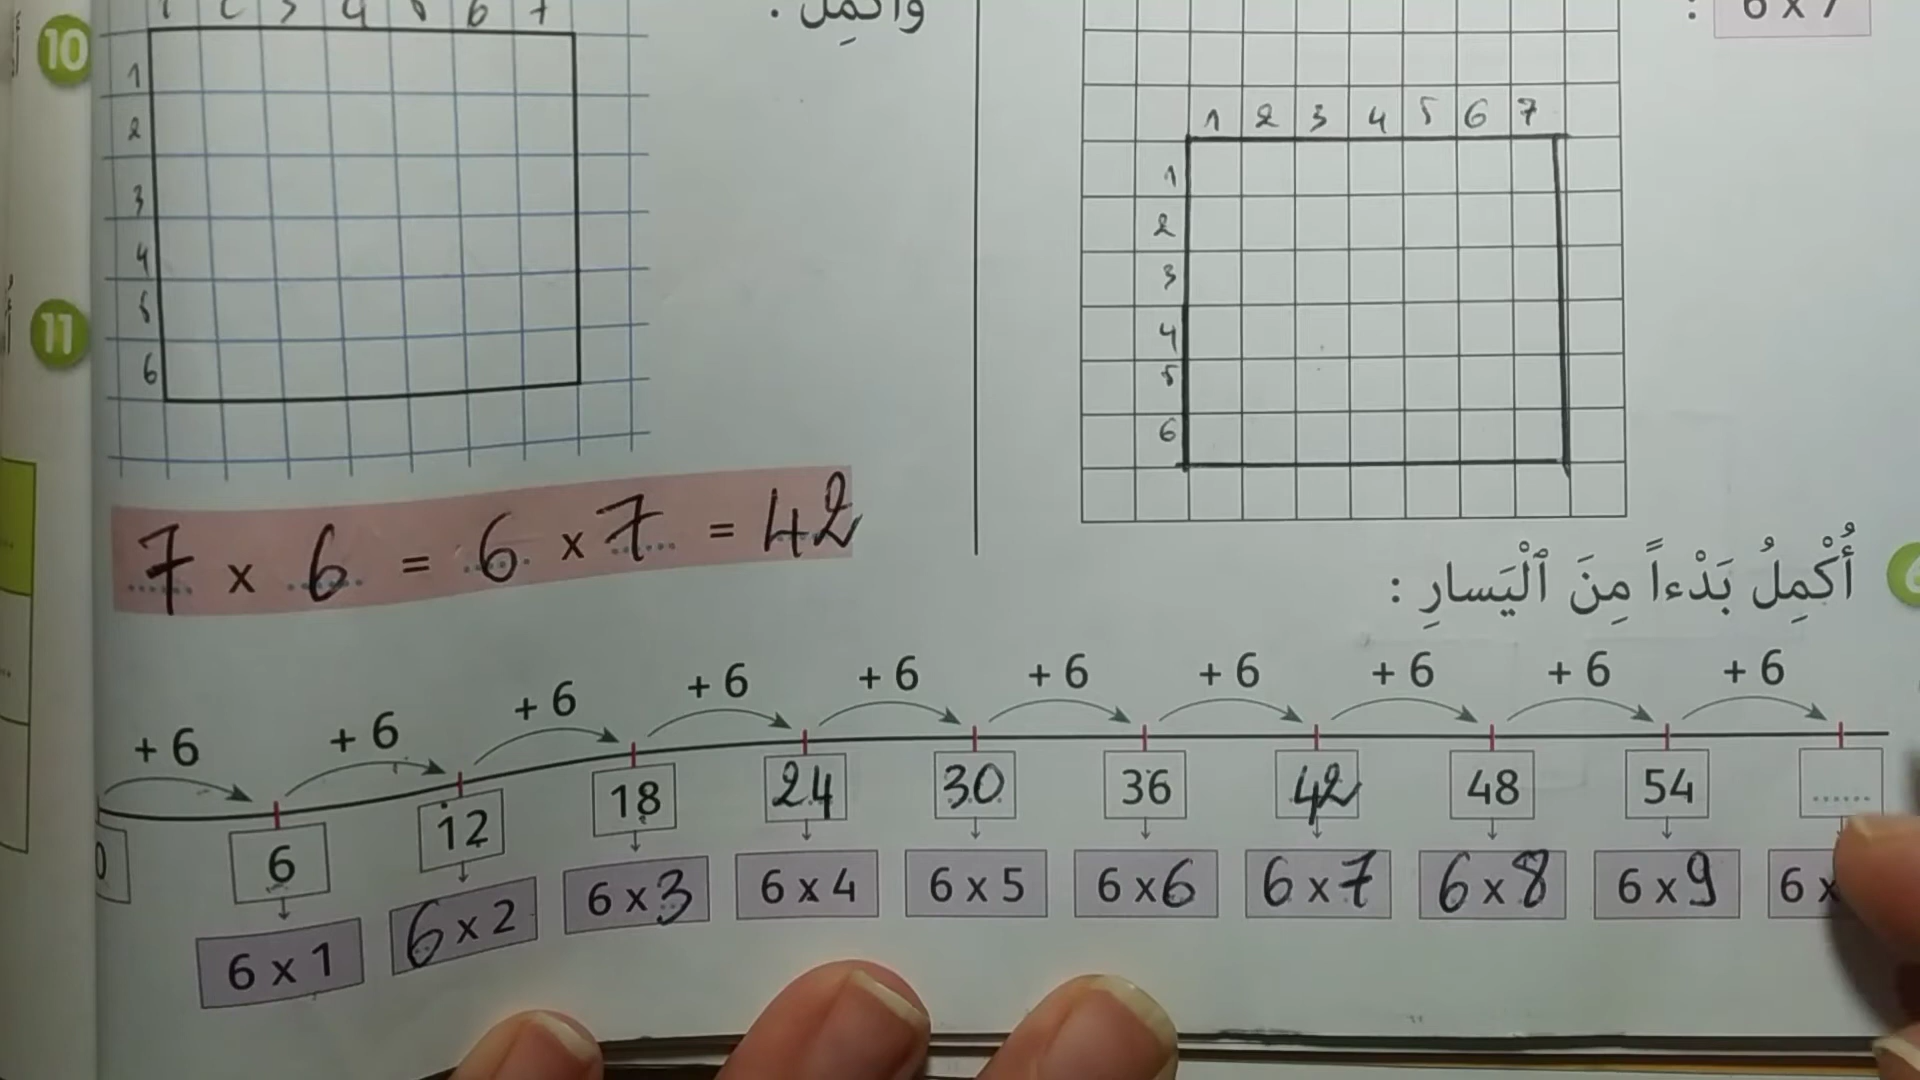 1 2 3 4 5 6 7
وَأُكْمِلُ :
6 x 7 :
10
1
2
3
4
5
6
11
1 2 3 4 5 6 7
1
2
3
4
5
6
7 x 6 = 6 x 7 = 42
أُكْمِلُ بَدْءاً مِنَ ٱلْيَسارِ :
+ 6 + 6 + 6 + 6 + 6 + 6 + 6 + 6 + 6 + 6
0 6 12 18 24 30 36 42 48 54 ......
6 x 1 6 x 2 6 x 3 6 x 4 6 x 5 6 x 6 6 x 7 6 x 8 6 x 9 6 x